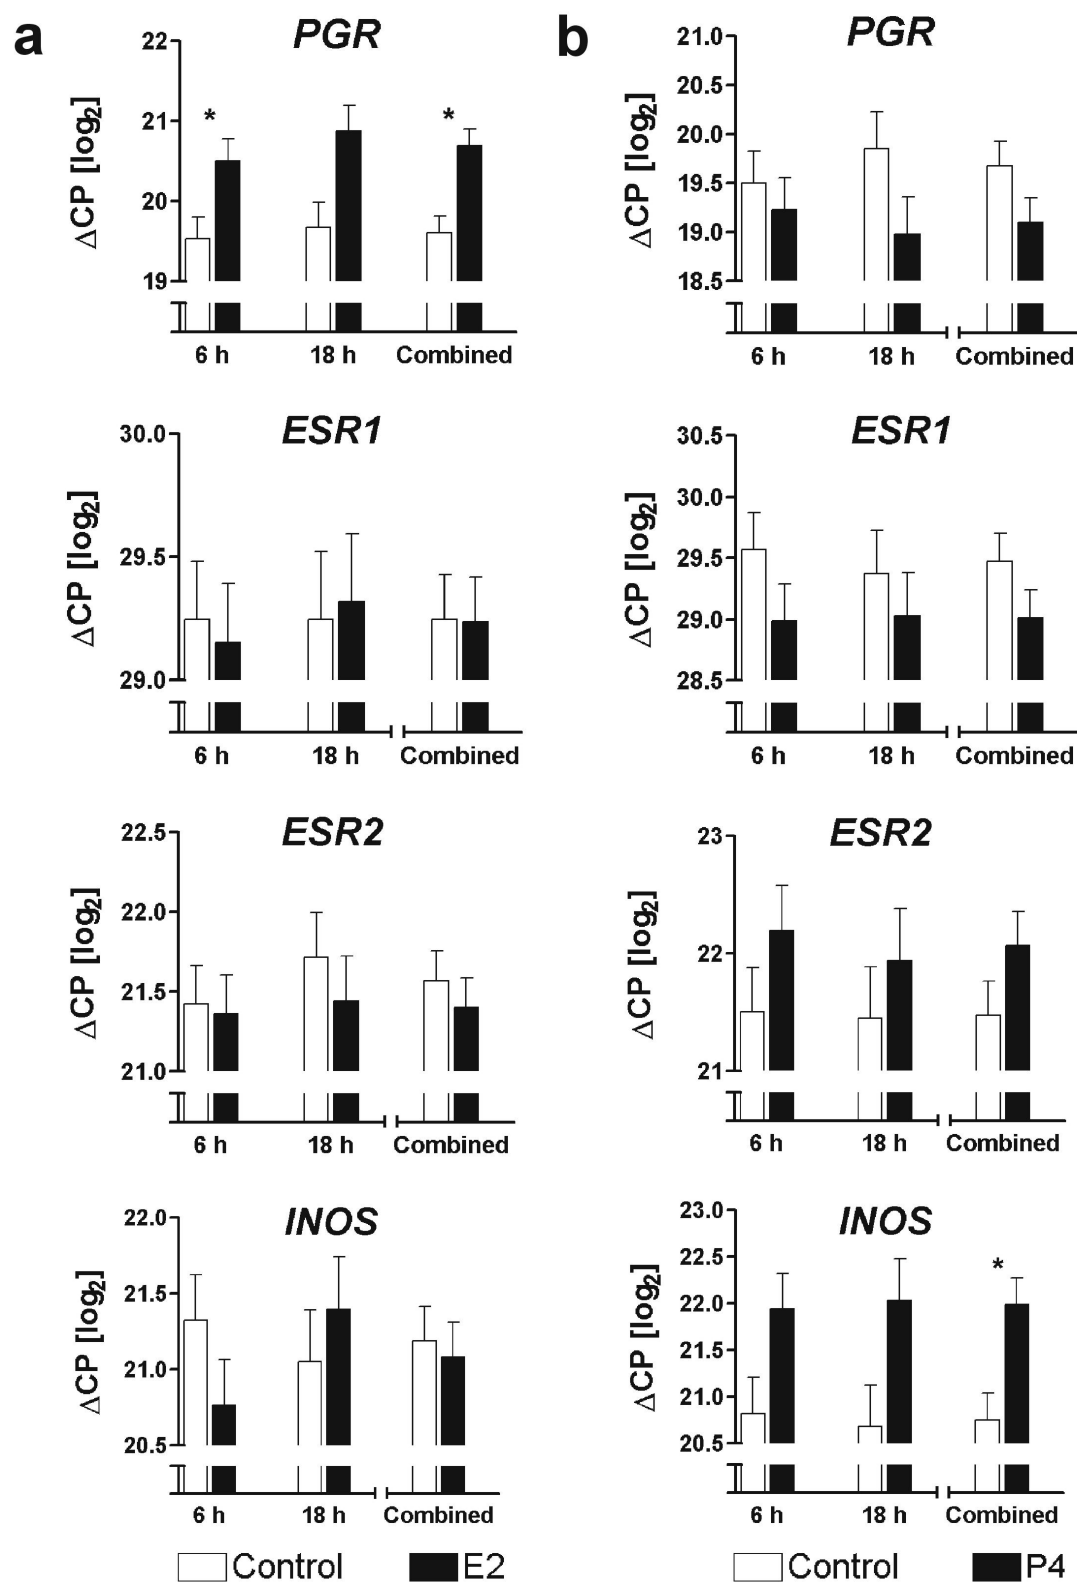 a
PGR
ΔCP [log2]
22
21
20
19
*
*
6 h
18 h
Combined
ESR1
ΔCP [log2]
30.0
29.5
29.0
6 h
18 h
Combined
ESR2
ΔCP [log2]
22.5
22.0
21.5
21.0
6 h
18 h
Combined
INOS
ΔCP [log2]
22.0
21.5
21.0
20.5
6 h
18 h
Combined
Control
E2
b
PGR
ΔCP [log2]
21.0
20.5
20.0
19.5
19.0
18.5
6 h
18 h
Combined
ESR1
ΔCP [log2]
30.5
30.0
29.5
29.0
28.5
6 h
18 h
Combined
ESR2
ΔCP [log2]
23
22
21
6 h
18 h
Combined
INOS
ΔCP [log2]
23.0
22.5
22.0
21.5
21.0
20.5
*
6 h
18 h
Combined
Control
P4